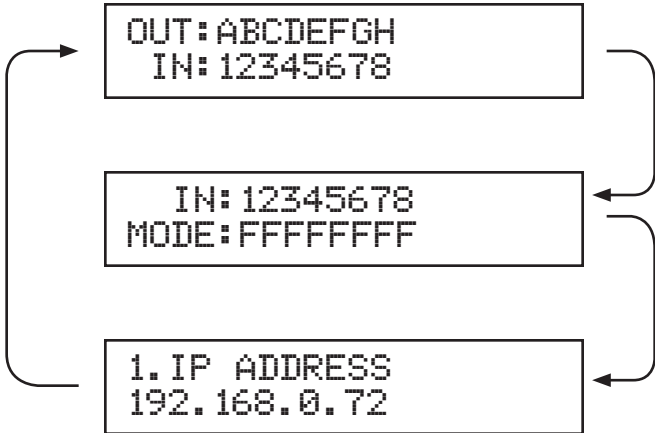 OUT:ABCDEFGH
IN:12345678
IN:12345678
MODE:FFFFFFFF
1.IP ADDRESS
192.168.0.72